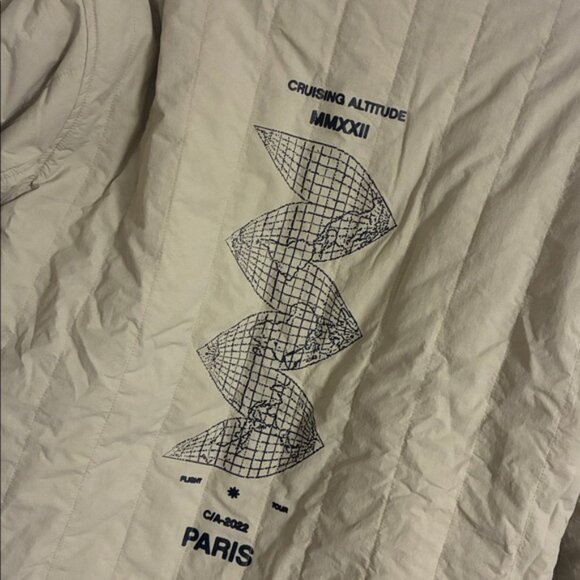 CRUISING ALTITUDE
MMXXII
FLIGHT * TOUR
C/A-2022
PARIS